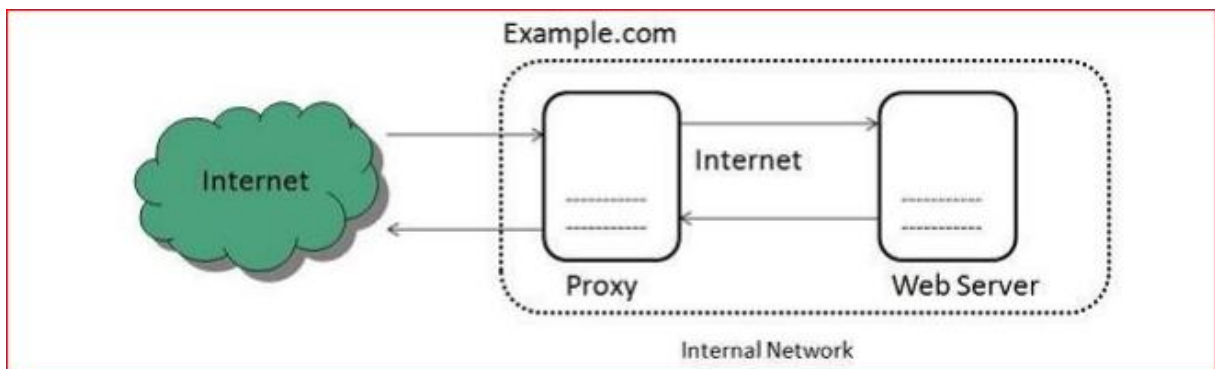 Example.com
Internet
Internet
Proxy
Web Server
Internal Network